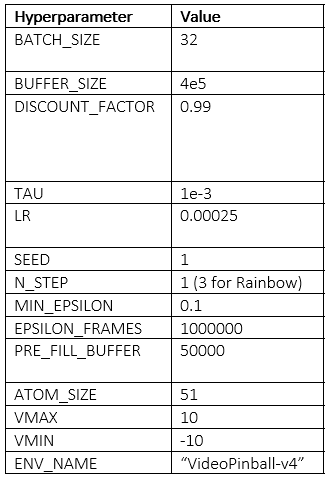 Hyperparameter Value
BATCH_SIZE 32
BUFFER_SIZE 4e5
DISCOUNT_FACTOR 0.99
TAU 1e-3
LR 0.00025
SEED 1
N_STEP 1 (3 for Rainbow)
MIN_EPSILON 0.1
EPSILON_FRAMES 1000000
PRE_FILL_BUFFER 50000
ATOM_SIZE 51
VMAX 10
VMIN -10
ENV_NAME “VideoPinball-v4”